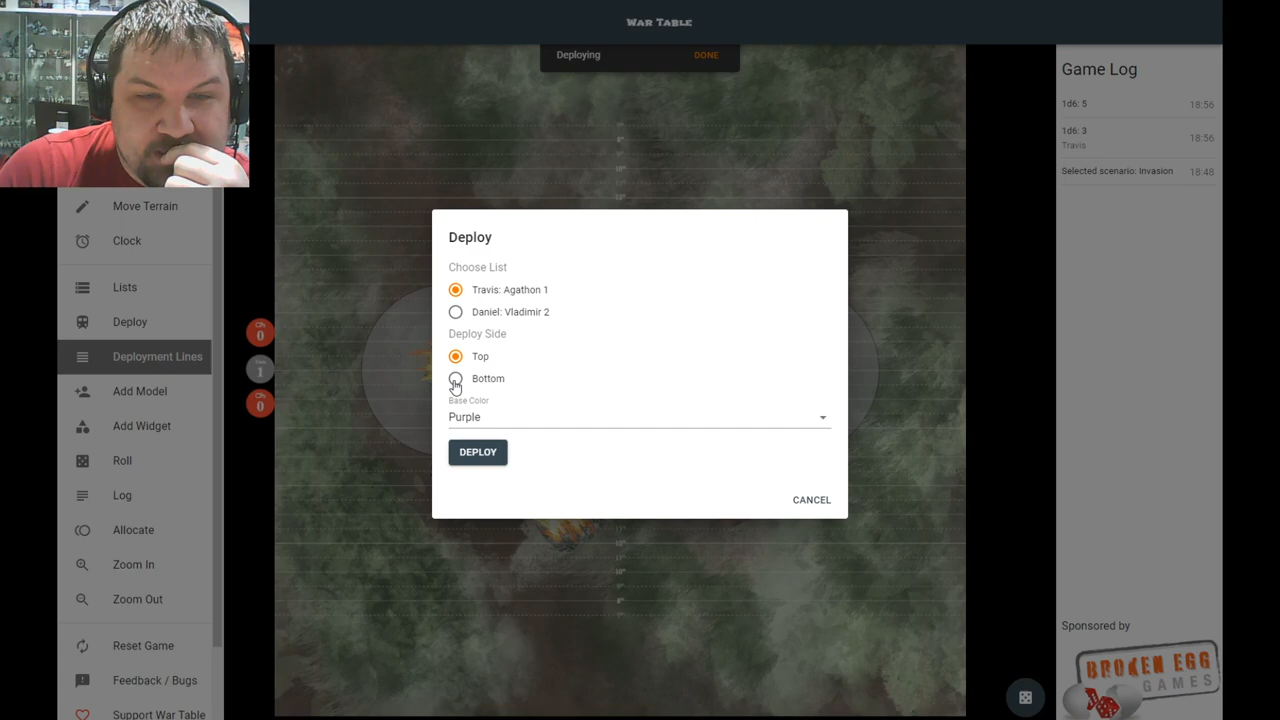 War Table
Deploying
DONE
Game Log
1d6: 5
18:56
1d6: 3
18:56
Travis
Selected scenario: Invasion
18:48
Move Terrain
Clock
Lists
Deploy
Deployment Lines
Add Model
Add Widget
Roll
Log
Allocate
Zoom In
Zoom Out
Reset Game
Feedback / Bugs
Support War Table
0
1
0
Deploy
Choose List
Travis: Agathon 1
Daniel: Vladimir 2
Deploy Side
Top
Bottom
Base Color
Purple
DEPLOY
CANCEL
Sponsored by
BROKEN EGG
GAMES